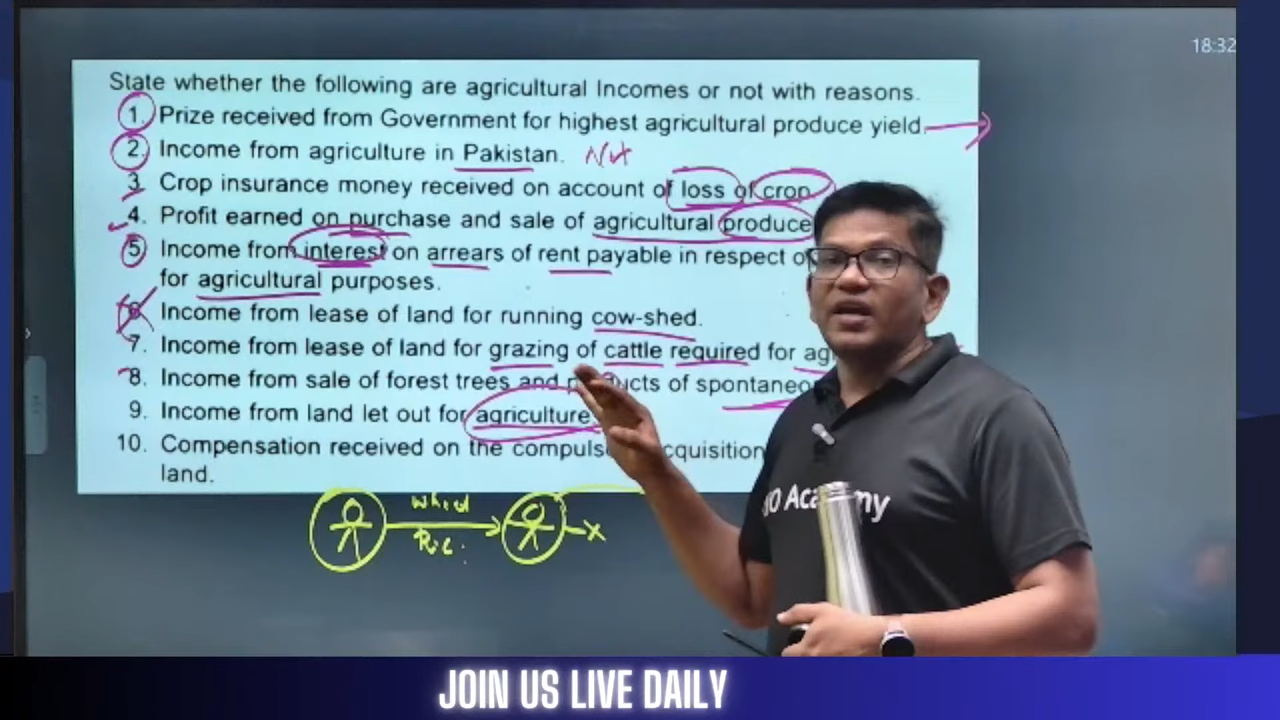 18:32
State whether the following are agricultural Incomes or not with reasons.
1. Prize received from Government for highest agricultural produce yield.
2. Income from agriculture in Pakistan. Not
3. Crop insurance money received on account of loss of crop
4. Profit earned on purchase and sale of agricultural produce
5. Income from interest on arrears of rent payable in respect
for agricultural purposes.
6. Income from lease of land for running cow-shed.
7. Income from lease of land for grazing of cattle required for
8. Income from sale of forest trees and products of
9. Income from land let out for agriculture
10. Compensation received on the
land.
JOIN US LIVE DAILY